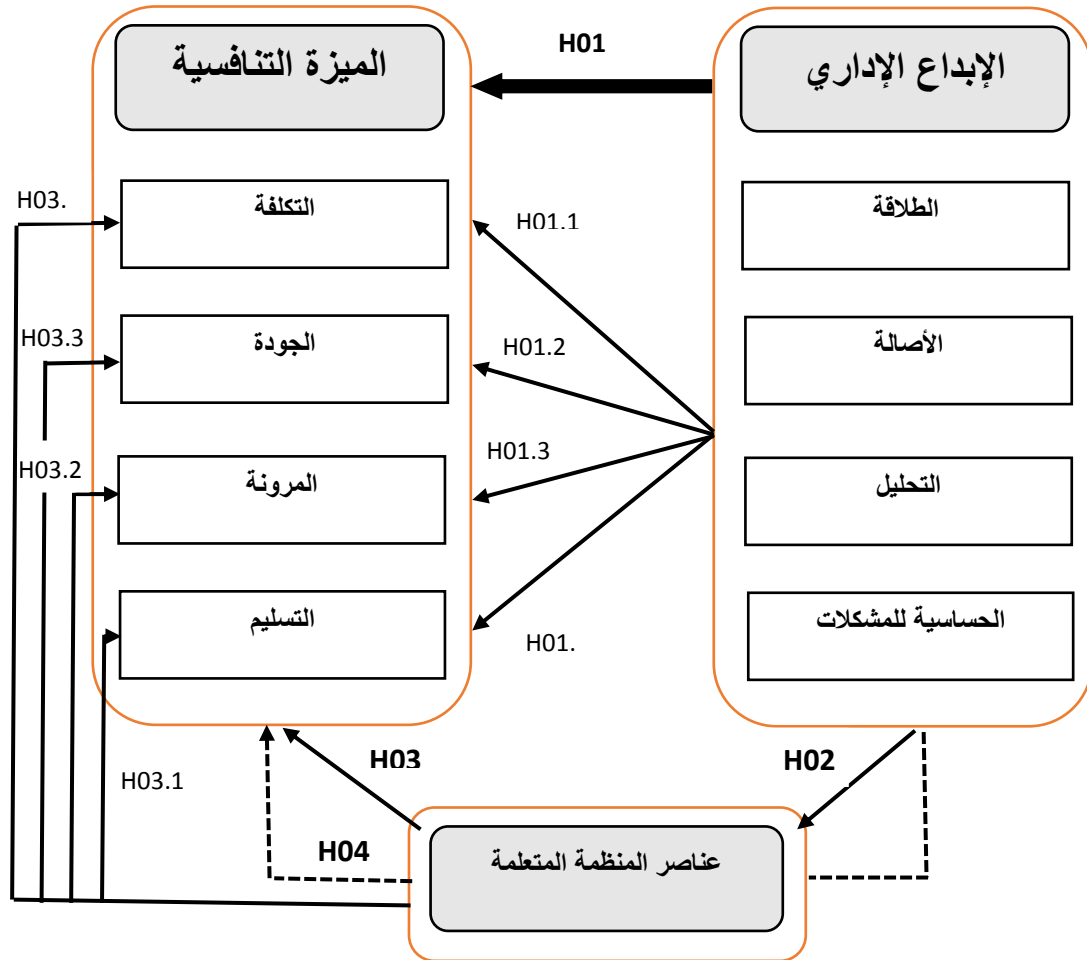 الإبداع الإداري
H01
الميزة التنافسية
الطلاقة
H01.1
التكلفة
H03.
الأصالة
H01.2
الجودة
H03.3
التحليل
H01.3
المرونة
H03.2
الحساسية للمشكلات
H01.
التسليم
H03.1
H02
H03
H04
عناصر المنظمة المتعلمة